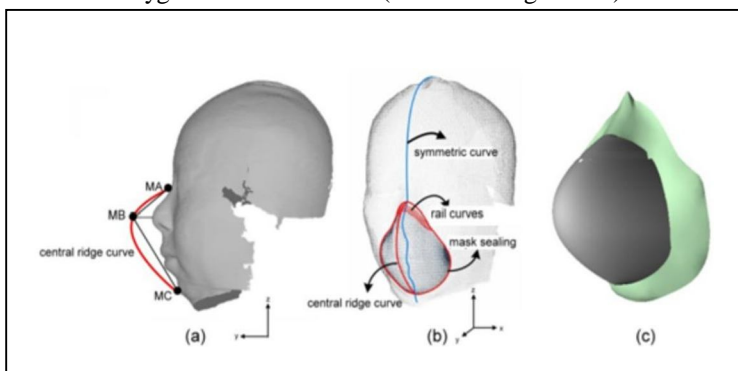 MA
MB
central ridge curve
MC
z
y
(a)
symmetric curve
rail curves
mask sealing
central ridge curve
z
x
y
(b)
(c)